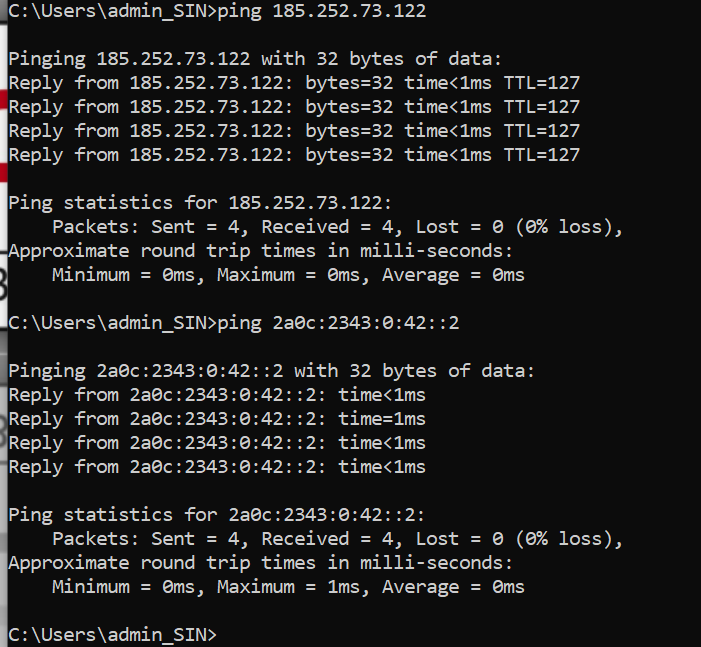 C:\Users\admin_SIN>ping 185.252.73.122
Pinging 185.252.73.122 with 32 bytes of data:
Reply from 185.252.73.122: bytes=32 time<1ms TTL=127
Reply from 185.252.73.122: bytes=32 time<1ms TTL=127
Reply from 185.252.73.122: bytes=32 time<1ms TTL=127
Reply from 185.252.73.122: bytes=32 time<1ms TTL=127
Ping statistics for 185.252.73.122:
    Packets: Sent = 4, Received = 4, Lost = 0 (0% loss),
Approximate round trip times in milli-seconds:
    Minimum = 0ms, Maximum = 0ms, Average = 0ms
C:\Users\admin_SIN>ping 2a0c:2343:0:42::2
Pinging 2a0c:2343:0:42::2 with 32 bytes of data:
Reply from 2a0c:2343:0:42::2: time<1ms
Reply from 2a0c:2343:0:42::2: time=1ms
Reply from 2a0c:2343:0:42::2: time<1ms
Reply from 2a0c:2343:0:42::2: time<1ms
Ping statistics for 2a0c:2343:0:42::2:
    Packets: Sent = 4, Received = 4, Lost = 0 (0% loss),
Approximate round trip times in milli-seconds:
    Minimum = 0ms, Maximum = 1ms, Average = 0ms
C:\Users\admin_SIN>